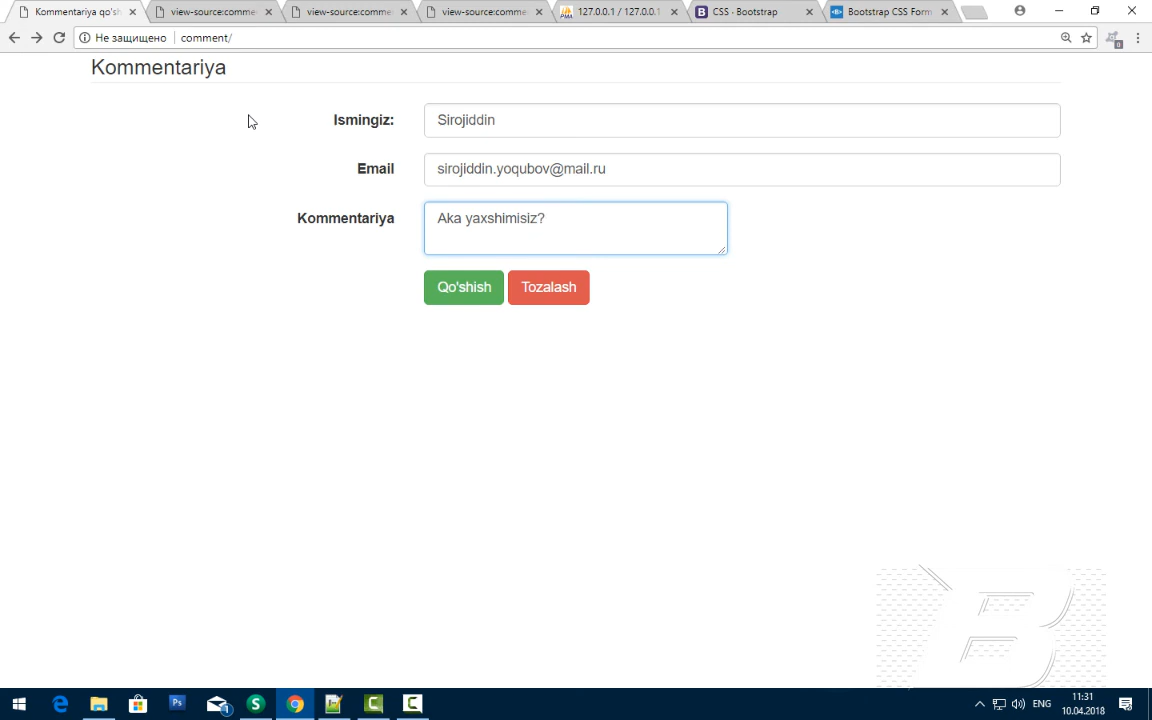 Kommentariya qo'sh
view-source:comme
view-source:comme
view-source:comme
127.0.0.1 / 127.0.0.1
CSS · Bootstrap
Bootstrap CSS Form
Не защищено
comment/
Kommentariya
Ismingiz: Sirojiddin
Email sirojiddin.yoqubov@mail.ru
Kommentariya Aka yaxshimisiz?
Qo'shish Tozalash
ENG
11:31
10.04.2018